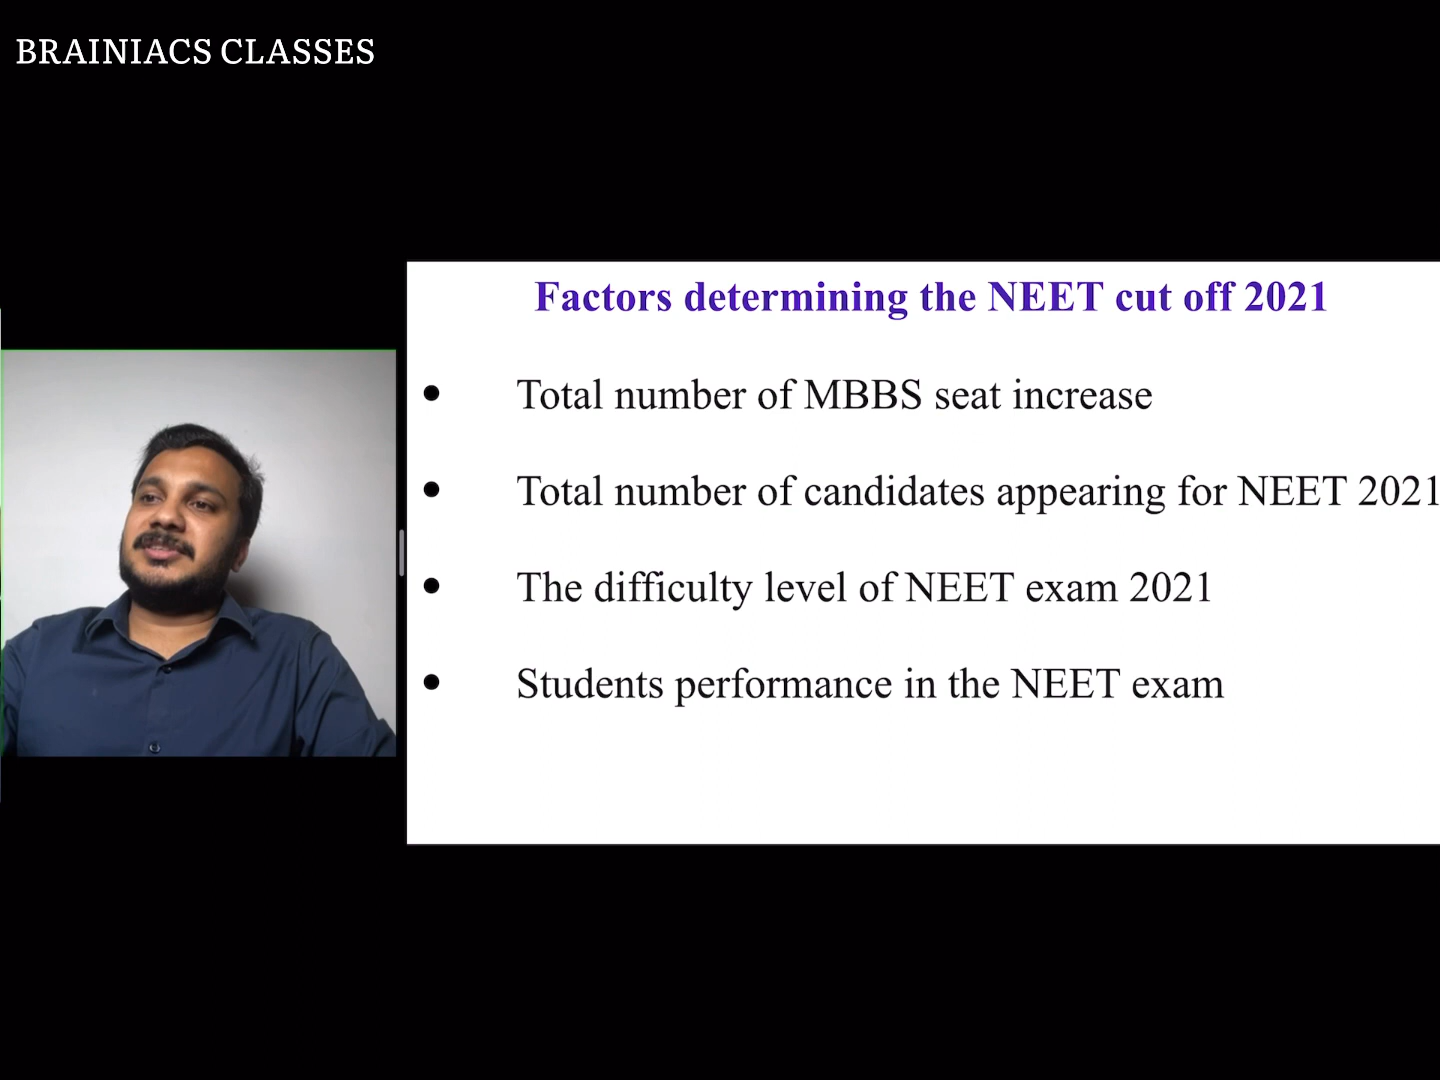 BRAINIACS CLASSES
Factors determining the NEET cut off 2021
• Total number of MBBS seat increase
• Total number of candidates appearing for NEET 2021
• The difficulty level of NEET exam 2021
• Students performance in the NEET exam